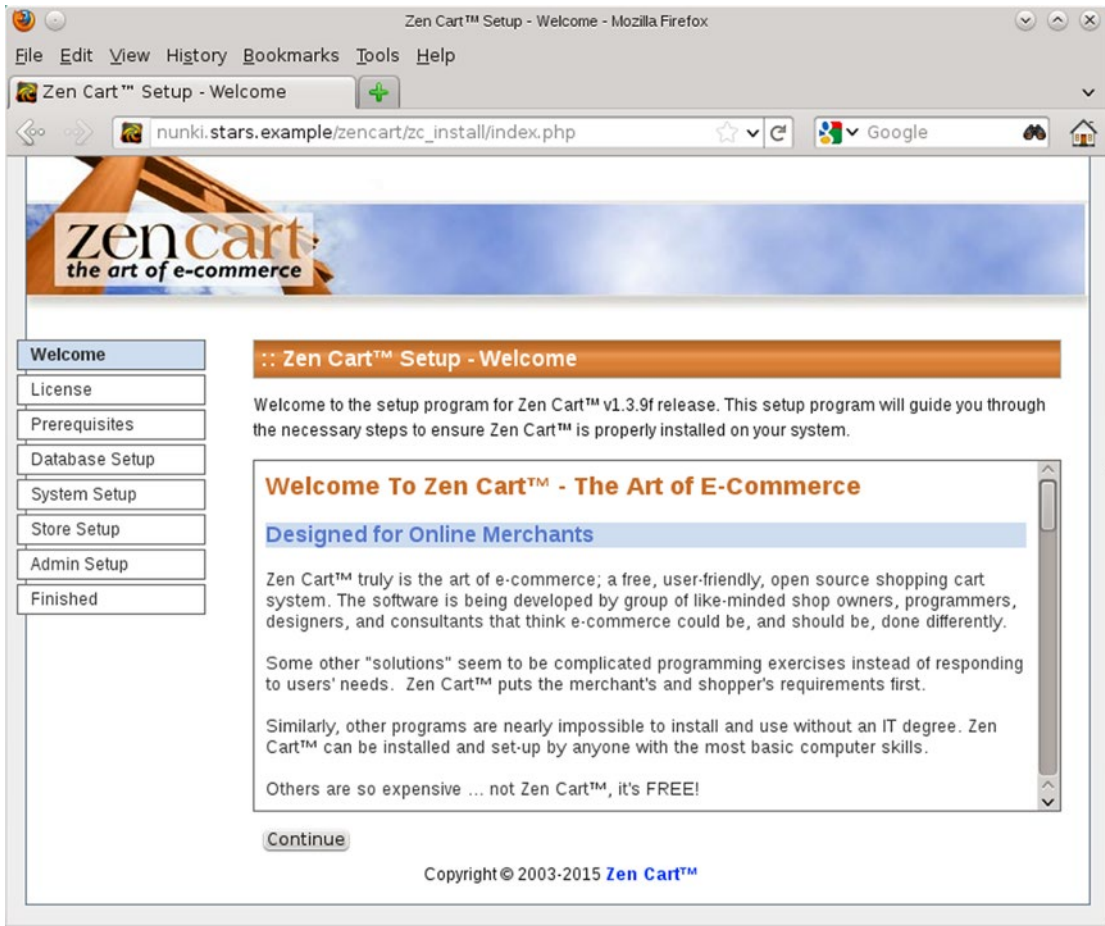 Zen Cart™ Setup - Welcome - Mozilla Firefox
File Edit View History Bookmarks Tools Help
Zen Cart™ Setup - Welcome
nunki.stars.example/zencart/zc_install/index.php
Google
zencart
the art of e-commerce
Welcome
License
Prerequisites
Database Setup
System Setup
Store Setup
Admin Setup
Finished
:: Zen Cart™ Setup - Welcome
Welcome to the setup program for Zen Cart™ v1.3.9f release. This setup program will guide you through
the necessary steps to ensure Zen Cart™ is properly installed on your system.
Welcome To Zen Cart™ - The Art of E-Commerce
Designed for Online Merchants
Zen Cart™ truly is the art of e-commerce; a free, user-friendly, open source shopping cart
system. The software is being developed by group of like-minded shop owners, programmers,
designers, and consultants that think e-commerce could be, and should be, done differently.
Some other "solutions" seem to be complicated programming exercises instead of responding
to users' needs. Zen Cart™ puts the merchant's and shopper's requirements first.
Similarly, other programs are nearly impossible to install and use without an IT degree. Zen
Cart™ can be installed and set-up by anyone with the most basic computer skills.
Others are so expensive ... not Zen Cart™, it's FREE!
Continue
Copyright © 2003-2015 Zen Cart™